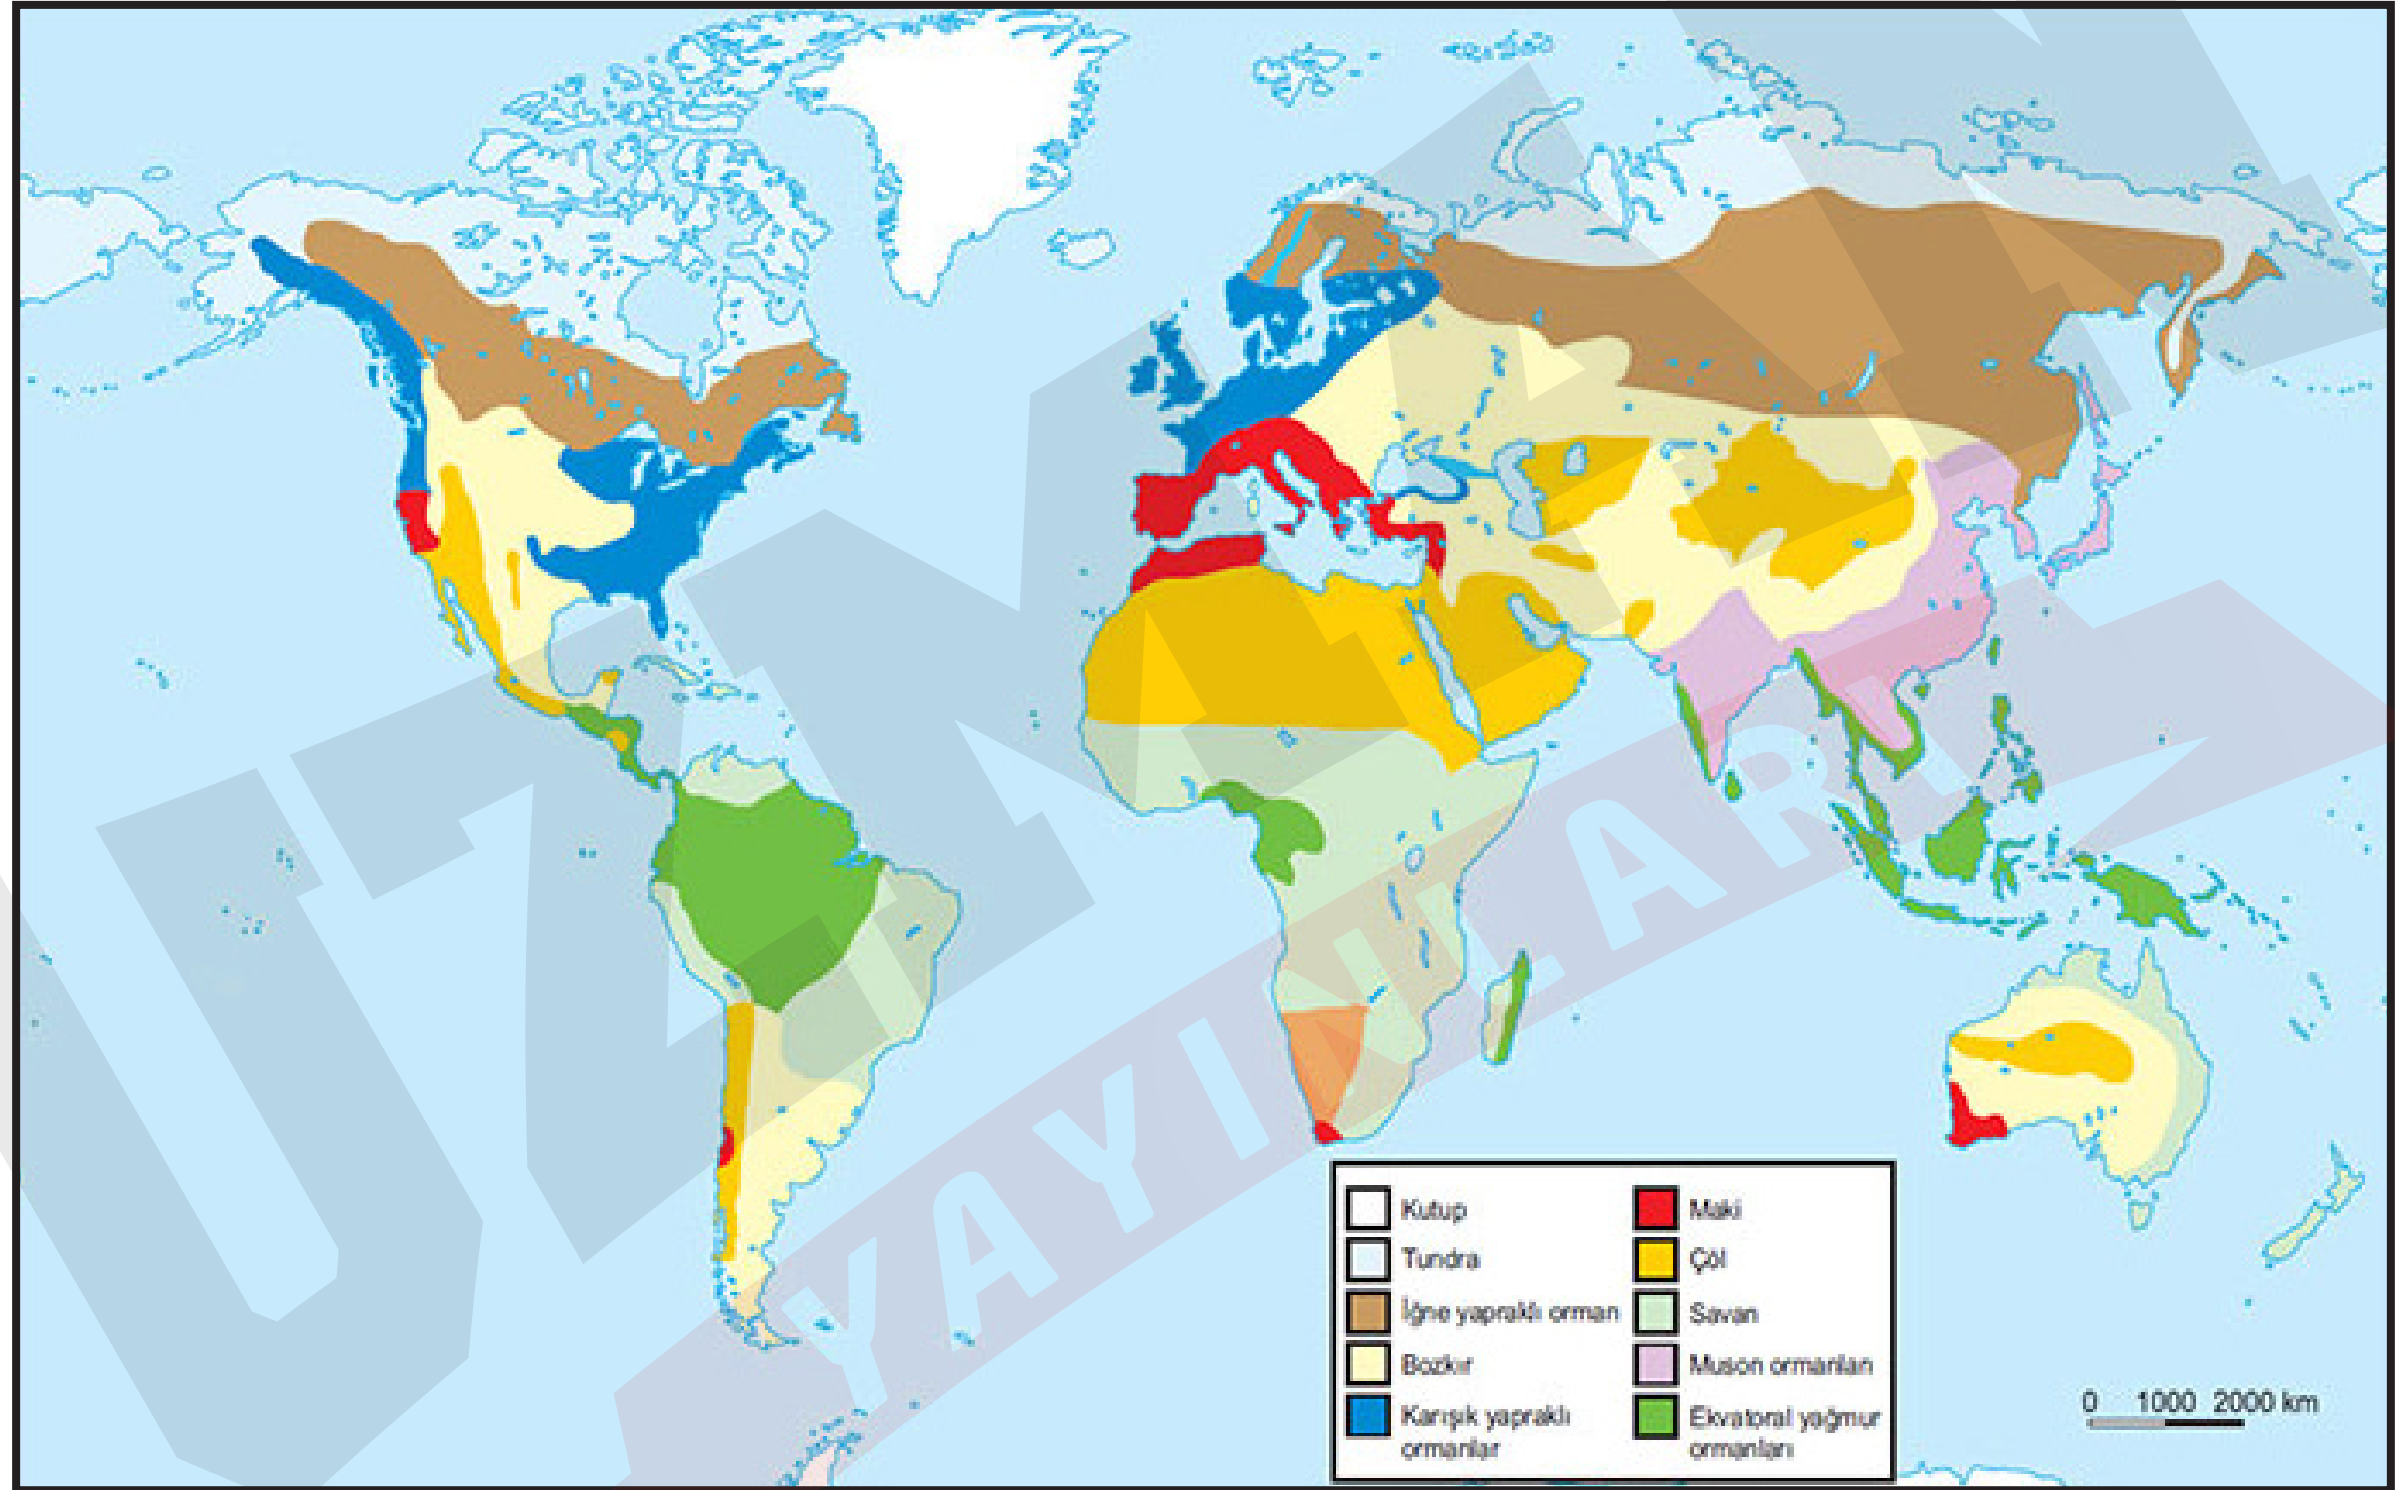 UZMAN
YAYINLARI
Kutup
Tundra
İğne yapraklı orman
Bozkır
Karışık yapraklı
ormanlar
Maki
Çöl
Savan
Muson ormanları
Ekvatoral yağmur
ormanları
0 1000 2000 km